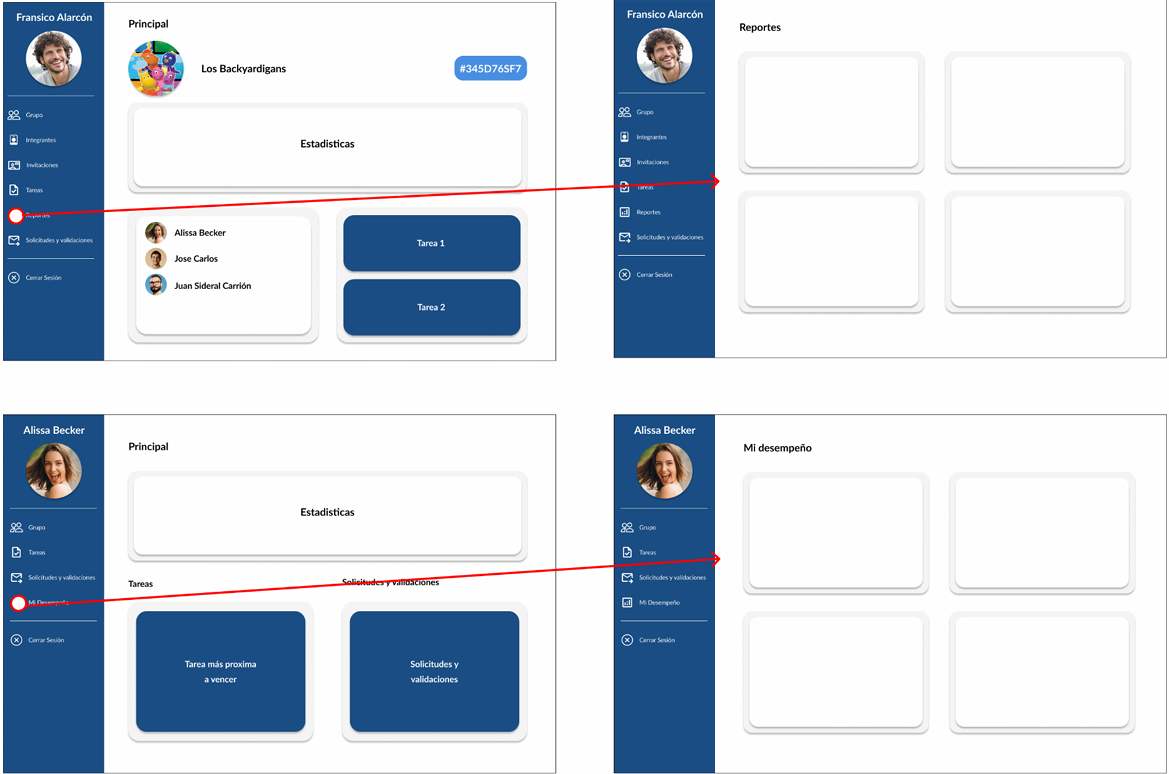 Fransico Alarcón
Grupo
Integrantes
Invitaciones
Tareas
Reportes
Solicitudes y validaciones
Cerrar Sesión
Principal
Los Backyardigans
#345D76SF7
Estadisticas
Alissa Becker
Jose Carlos
Juan Sideral Carrión
Tarea 1
Tarea 2
Fransico Alarcón
Grupo
Integrantes
Invitaciones
Tareas
Reportes
Solicitudes y validaciones
Cerrar Sesión
Reportes
Alissa Becker
Grupo
Tareas
Solicitudes y validaciones
Mi Desempeño
Cerrar Sesión
Principal
Estadisticas
Tareas
Solicitudes y validaciones
Tarea más proxima
a vencer
Solicitudes y
validaciones
Alissa Becker
Grupo
Tareas
Solicitudes y validaciones
Mi Desempeño
Cerrar Sesión
Mi desempeño